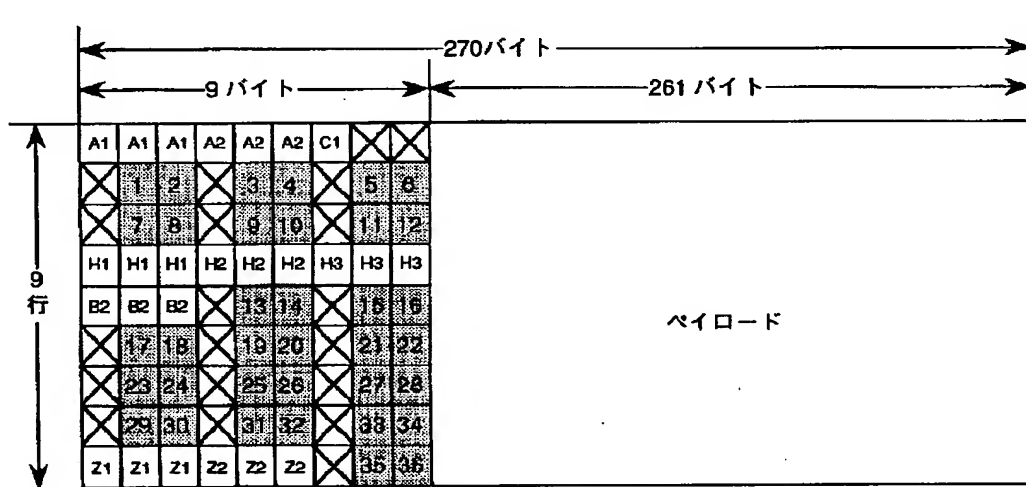 270バイト
9バイト
261バイト
A1 A1 A1 A2 A2 A2 C1
1 2 3 4 5 6
7 8 9 10 11 12
H1 H1 H1 H2 H2 H2 H3 H3 H3
B2 B2 B2 13 14 15 16
17 18 19 20 21 22
23 24 25 26 27 28
29 30 31 32 33 34
Z1 Z1 Z1 Z2 Z2 Z2 35 36
9
行
ペイロード